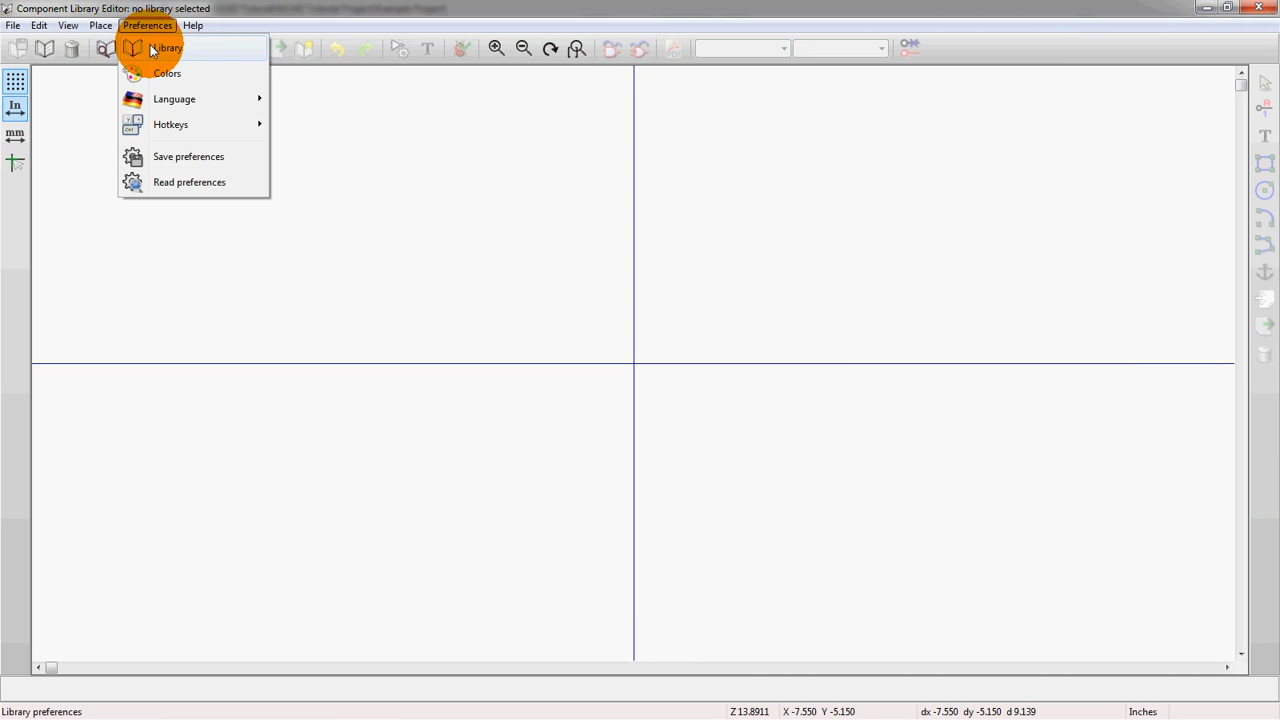 Component Library Editor: no library selected
File Edit View Place Preferences Help
Library
Colors
Language
Hotkeys
Save preferences
Read preferences
In
mm
T
T
Library preferences Z 13.8911 X -7.550 Y -5.150 dx -7.550 dy -5.150 d 9.139 Inches